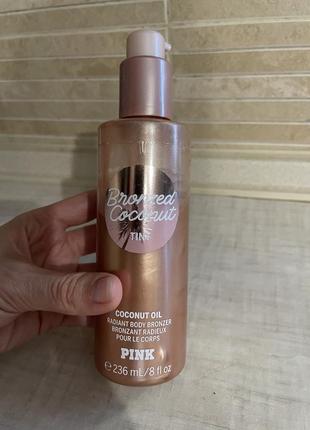 Bronzed
Coconut
TINT
COCONUT OIL
RADIANT BODY BRONZER
BRONZANT RADIEUX
POUR LE CORPS
PINK
℮ 236 mL/8 fl oz